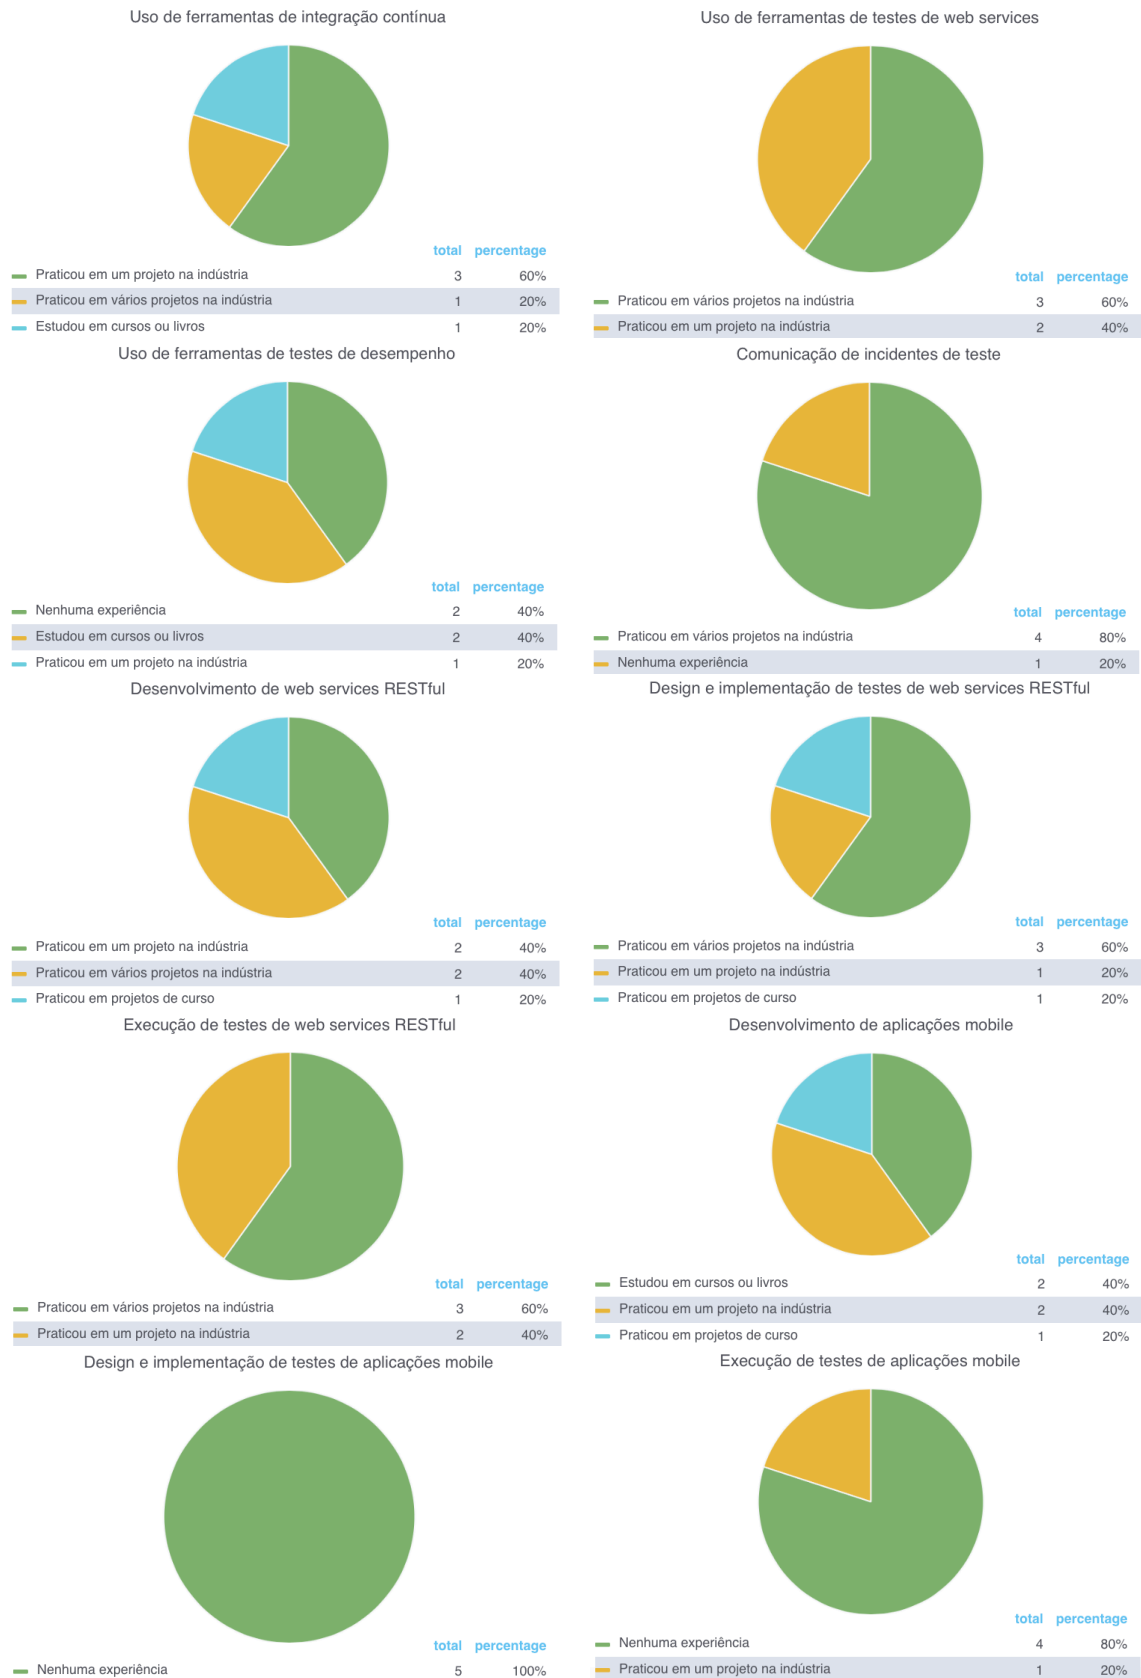 Uso de ferramentas de integração contínua
total percentage
Praticou em um projeto na indústria 3 60%
Praticou em vários projetos na indústria 1 20%
Estudou em cursos ou livros 1 20%
Uso de ferramentas de testes de web services
total percentage
Praticou em vários projetos na indústria 3 60%
Praticou em um projeto na indústria 2 40%
Uso de ferramentas de testes de desempenho
total percentage
Nenhuma experiência 2 40%
Estudou em cursos ou livros 2 40%
Praticou em um projeto na indústria 1 20%
Comunicação de incidentes de teste
total percentage
Praticou em vários projetos na indústria 4 80%
Nenhuma experiência 1 20%
Desenvolvimento de web services RESTful
total percentage
Praticou em um projeto na indústria 2 40%
Praticou em vários projetos na indústria 2 40%
Praticou em projetos de curso 1 20%
Design e implementação de testes de web services RESTful
total percentage
Praticou em vários projetos na indústria 3 60%
Praticou em um projeto na indústria 1 20%
Praticou em projetos de curso 1 20%
Execução de testes de web services RESTful
total percentage
Praticou em vários projetos na indústria 3 60%
Praticou em um projeto na indústria 2 40%
Desenvolvimento de aplicações mobile
total percentage
Estudou em cursos ou livros 2 40%
Praticou em um projeto na indústria 2 40%
Praticou em projetos de curso 1 20%
Design e implementação de testes de aplicações mobile
total percentage
Nenhuma experiência 5 100%
Execução de testes de aplicações mobile
total percentage
Nenhuma experiência 4 80%
Praticou em um projeto na indústria 1 20%